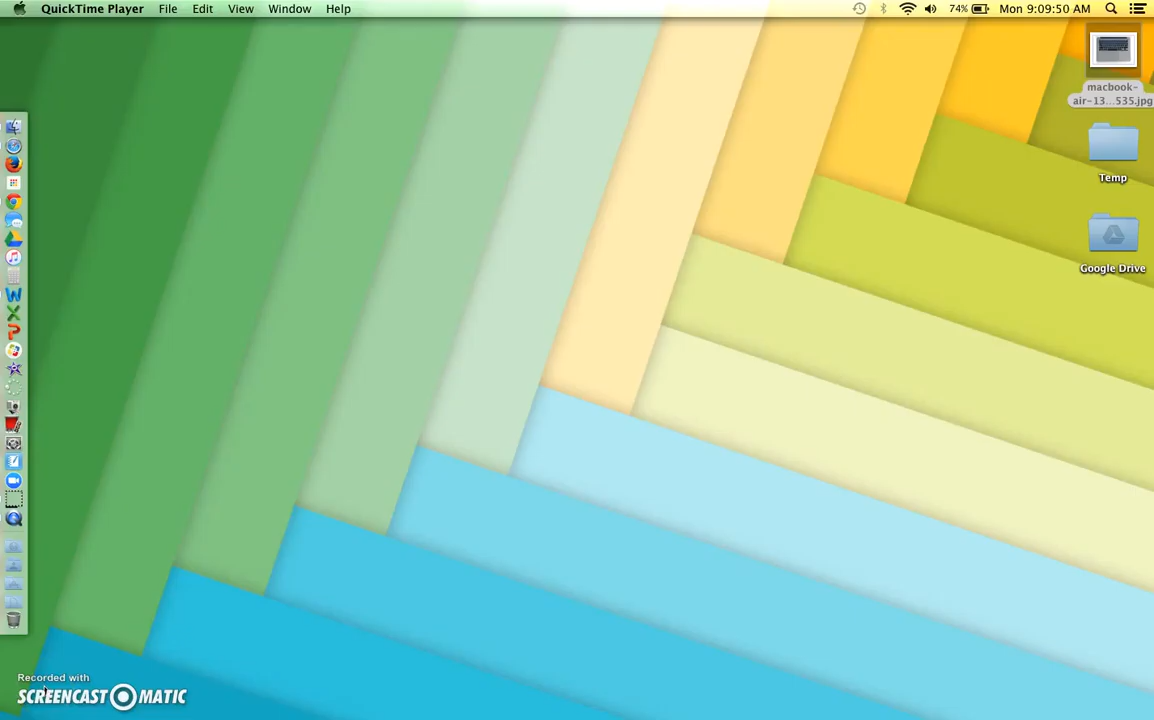 QuickTime Player File Edit View Window Help 74% Mon 9:09:50 AM
macbook-
air-13...535.jpg
Temp
Google Drive
Recorded with
SCREENCAST MATIC